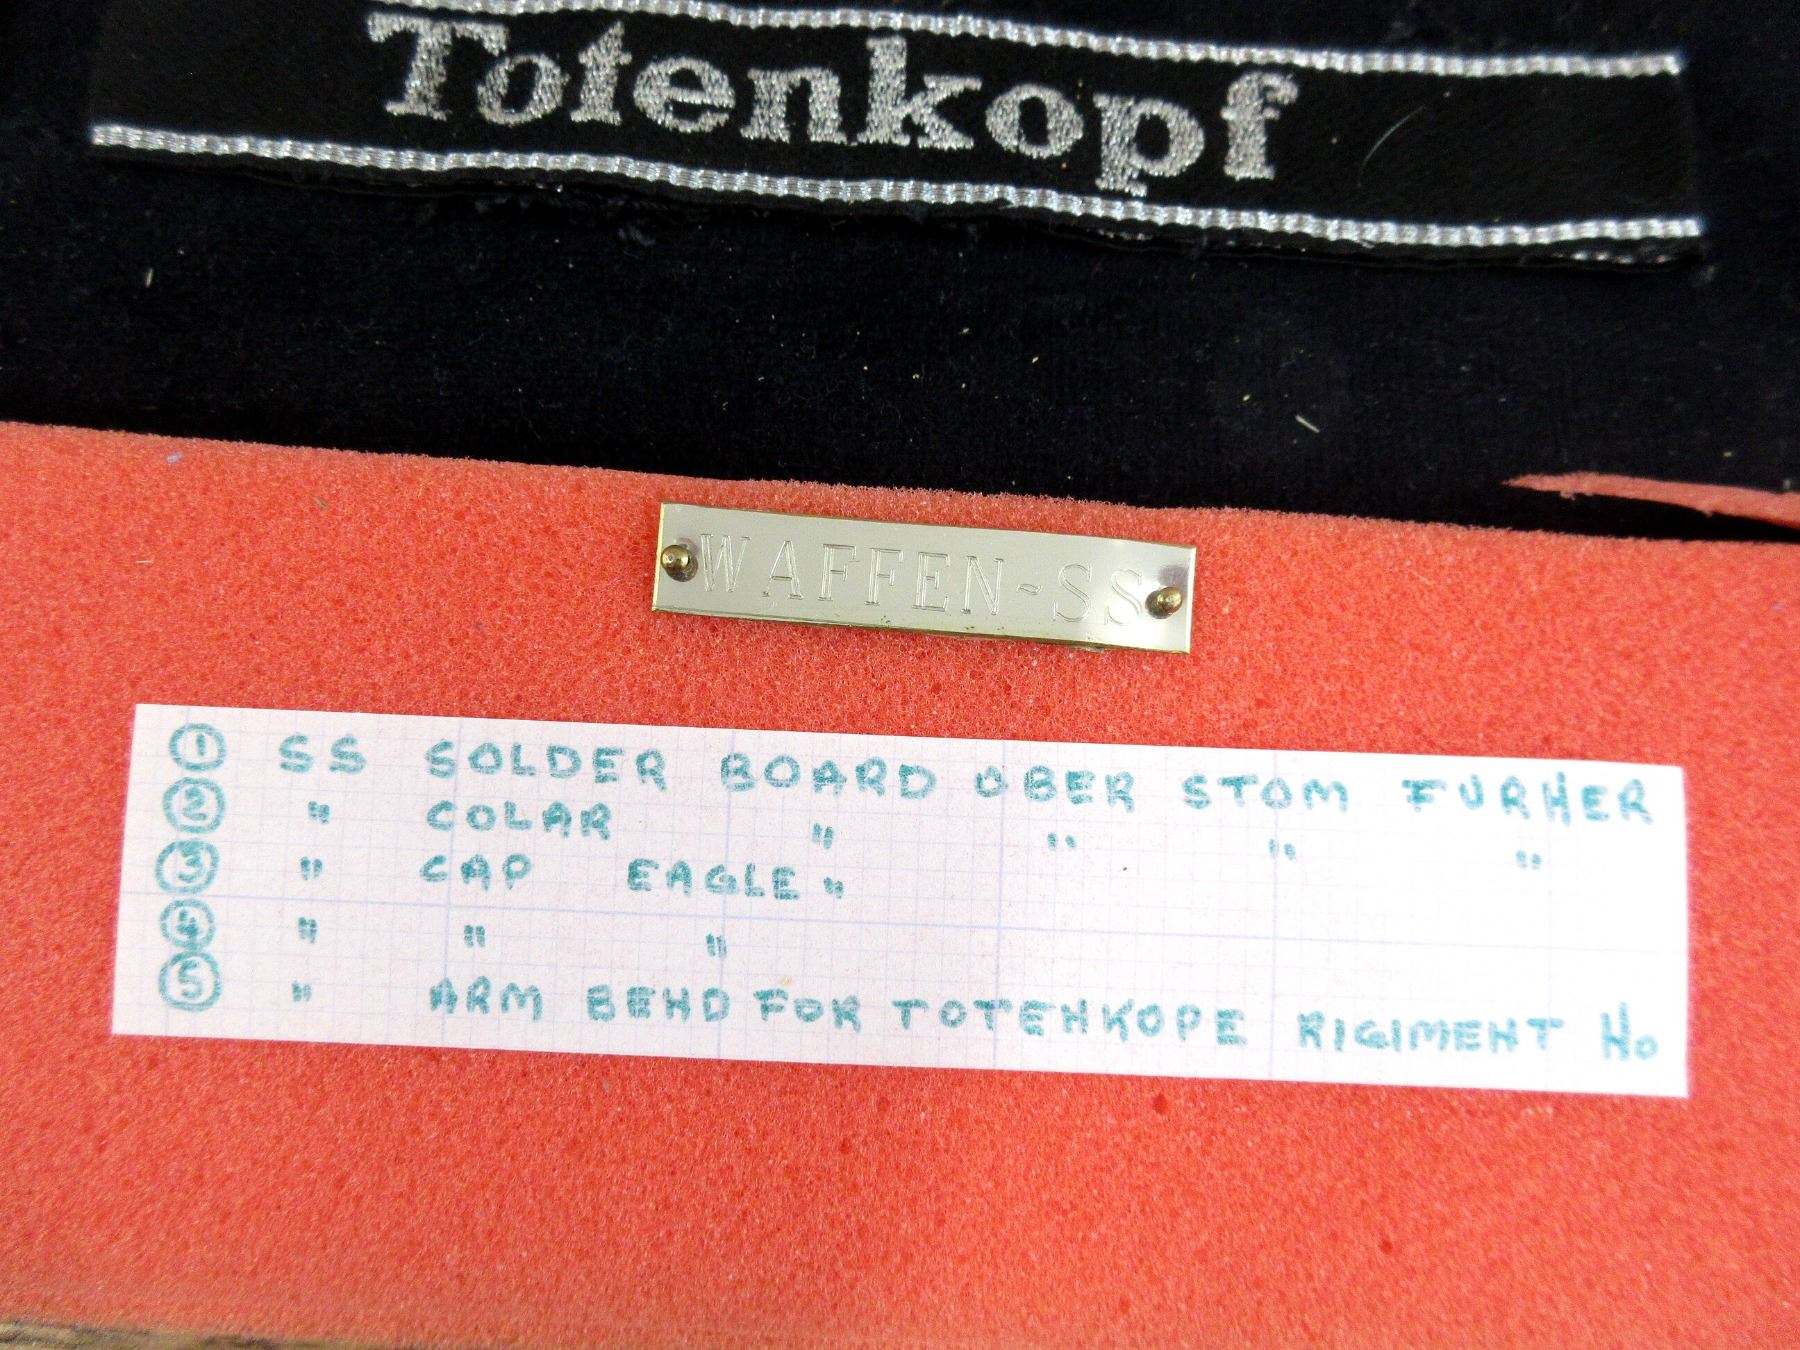 Totenkopf
WAFFEN-SS
① SS SOLDER BOARD OBER STOM FURHER
② " COLAR " " " "
③ " CAP EAGLE "
④ " " "
⑤ " ARM BEHD FOR TOTENKOPE RIGIMENT No